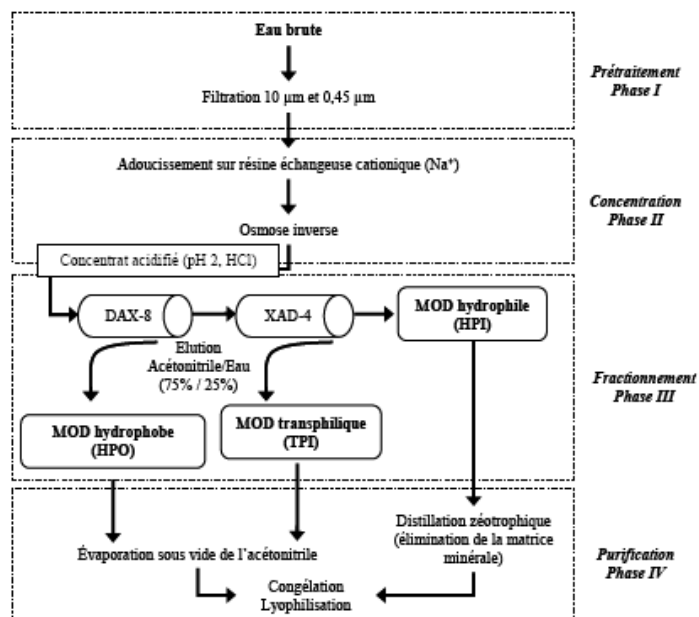 Eau brute
Prétraitement
Phase I
Filtration 10 µm et 0,45 µm
Adoucissement sur résine échangeuse cationique (Na⁺)
Concentration
Phase II
Osmose inverse
Concentrat acidifié (pH 2, HCl)
DAX-8
XAD-4
MOD hydrophile
(HPI)
Elution
Acétonitrile/Eau
(75% / 25%)
Fractionnement
Phase III
MOD hydrophobe
(HPO)
MOD transphilique
(TPI)
Distillation zéotrophique
(élimination de la matrice
minérale)
Évaporation sous vide de l’acétonitrile
Purification
Phase IV
Congélation
Lyophilisation